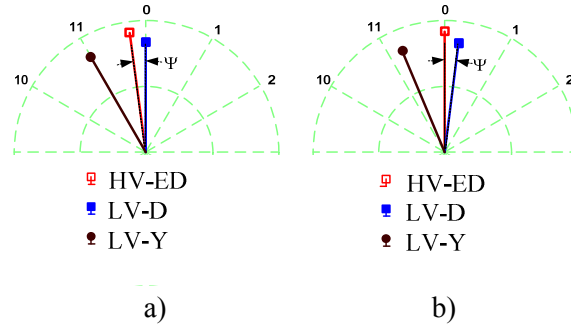 0 0
11 1 11 1
Ψ Ψ
10 2 10 2
HV-ED HV-ED
LV-D LV-D
LV-Y LV-Y
a) b)